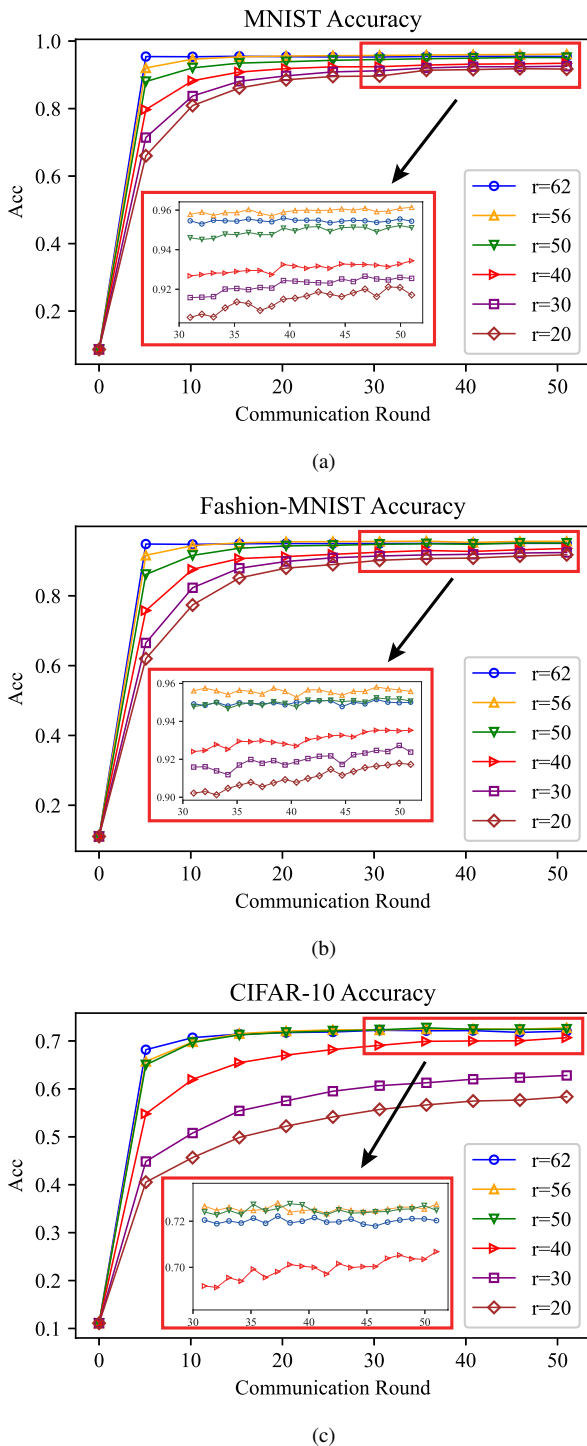 MNIST Accuracy
1.0
0.8
0.6
0.4
0.2
Acc
0.96
0.94
0.92
30
35
40
45
50
r=62
r=56
r=50
r=40
r=30
r=20
0
10
20
30
40
50
Communication Round
(a)
Fashion-MNIST Accuracy
0.8
0.6
0.4
0.2
Acc
0.96
0.94
0.92
0.90
30
35
40
45
50
r=62
r=56
r=50
r=40
r=30
r=20
0
10
20
30
40
50
Communication Round
(b)
CIFAR-10 Accuracy
0.7
0.6
0.5
0.4
0.3
0.2
0.1
Acc
0.72
0.70
30
35
40
45
50
r=62
r=56
r=50
r=40
r=30
r=20
0
10
20
30
40
50
Communication Round
(c)